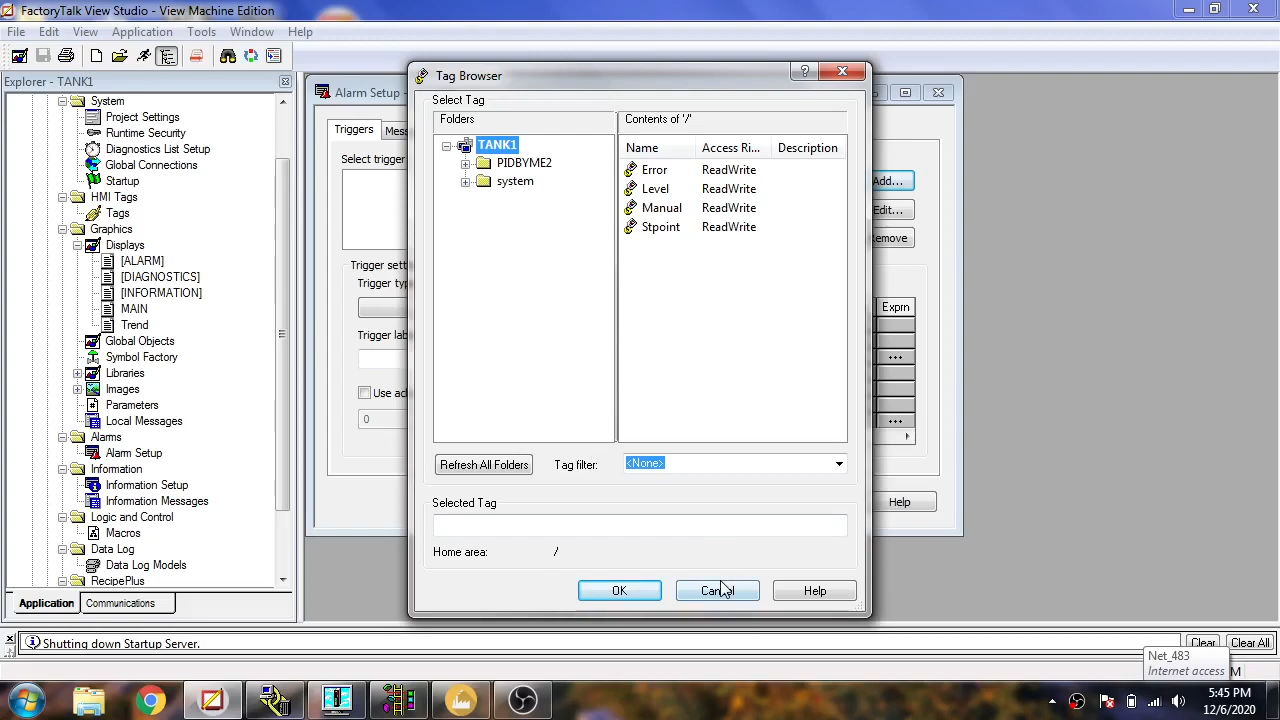 FactoryTalk View Studio - View Machine Edition
File Edit View Application Tools Help
Explorer - TANK1
System
Project Settings
Runtime Security
Diagnostics List Setup
Global Connections
Startup
HMI Tags
Tags
Graphics
Displays
[ALARM]
[DIAGNOSTICS]
[INFORMATION]
MAIN
Trend
Global Objects
Symbol Factory
Libraries
Images
Parameters
Local Messages
Alarms
Alarm Setup
Information
Information Setup
Information Messages
Logic and Control
Macros
Data Log
Data Log Models
RecipePlus
Application Communications
Alarm Setup -
Triggers Mes
Select trigger
Trigger sett
Trigger typ
Trigger lab
Use ad
0
Add...
Edit...
Remove
Exprn
Help
Tag Browser
Select Tag
Folders
TANK1
PIDBYME2
system
Contents of '/'
Name Access Ri... Description
Error ReadWrite
Level ReadWrite
Manual ReadWrite
Stpoint ReadWrite
Refresh All Folders Tag filter: <None>
Selected Tag
Home area: /
OK Cancel Help
Shutting down Startup Server.
Clear Clear All
Net_483
Internet access
M
5:45 PM
12/6/2020